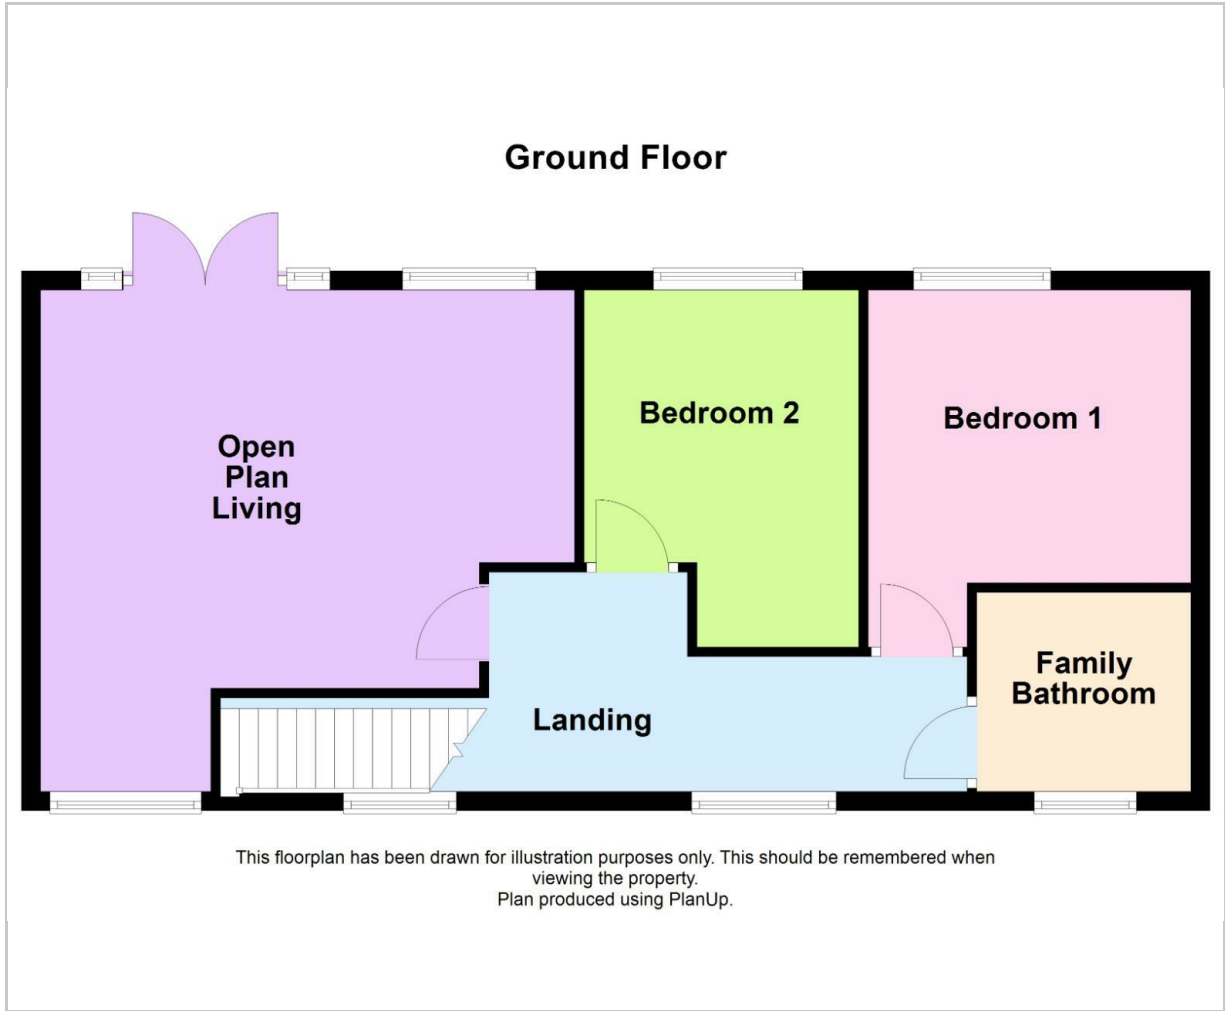 Ground Floor
Open
Plan
Living
Bedroom 2
Bedroom 1
Family
Bathroom
Landing
This floorplan has been drawn for illustration purposes only. This should be remembered when
viewing the property.
Plan produced using PlanUp.